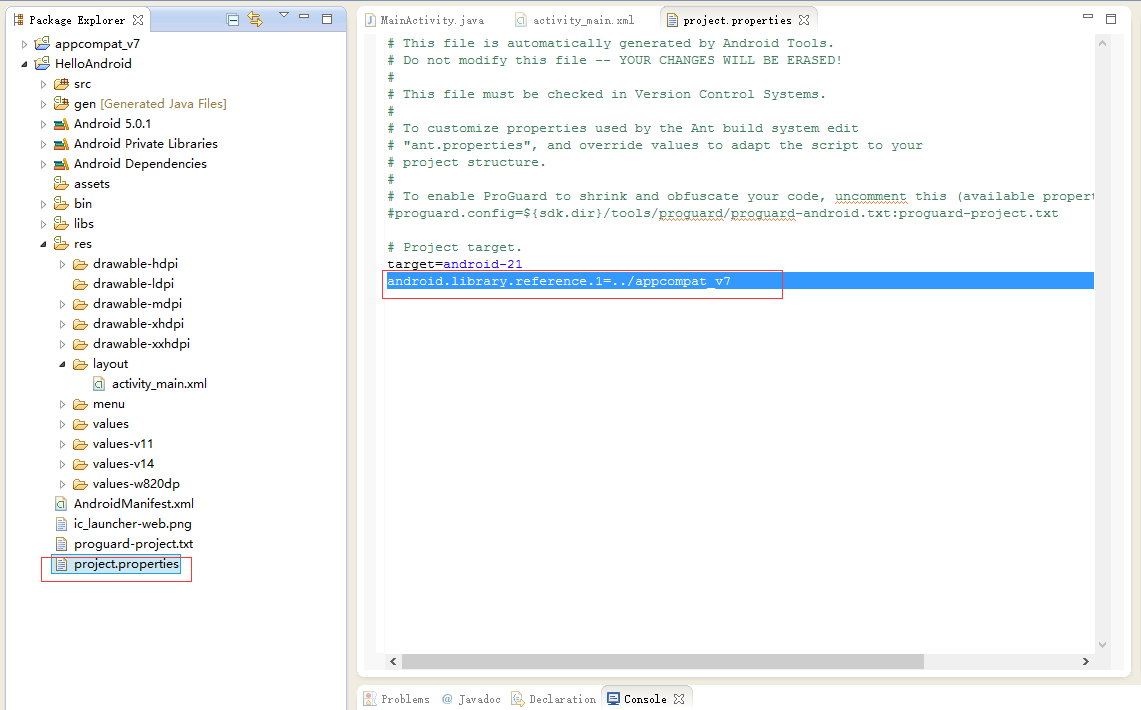 Package Explorer
appcompat_v7
HelloAndroid
src
gen [Generated Java Files]
Android 5.0.1
Android Private Libraries
Android Dependencies
assets
bin
libs
res
drawable-hdpi
drawable-ldpi
drawable-mdpi
drawable-xhdpi
drawable-xxhdpi
layout
activity_main.xml
menu
values
values-v11
values-v14
values-w820dp
AndroidManifest.xml
ic_launcher-web.png
proguard-project.txt
project.properties
MainActivity.java
activity_main.xml
project.properties
# This file is automatically generated by Android Tools.
# Do not modify this file -- YOUR CHANGES WILL BE ERASED!
#
# This file must be checked in Version Control Systems.
#
# To customize properties used by the Ant build system edit
# "ant.properties", and override values to adapt the script to your
# project structure.
#
# To enable ProGuard to shrink and obfuscate your code, uncomment this (available propert
#proguard.config=${sdk.dir}/tools/proguard/proguard-android.txt:proguard-project.txt
# Project target.
target=android-21
android.library.reference.1=../appcompat_v7
Problems
@ Javadoc
Declaration
Console